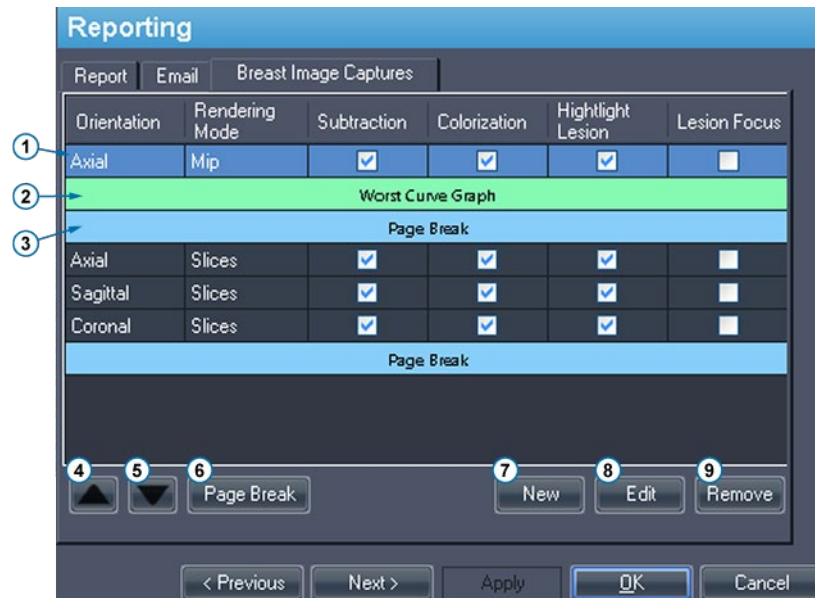 Reporting
Report Email Breast Image Captures
Orientation Rendering Mode Subtraction Colorization Hightlight Lesion Lesion Focus
1 Axial Mip
2 Worst Curve Graph
3 Page Break
Axial Slices
Sagittal Slices
Coronal Slices
Page Break
4 5 6 7 8 9
Page Break New Edit Remove
< Previous Next > Apply OK Cancel